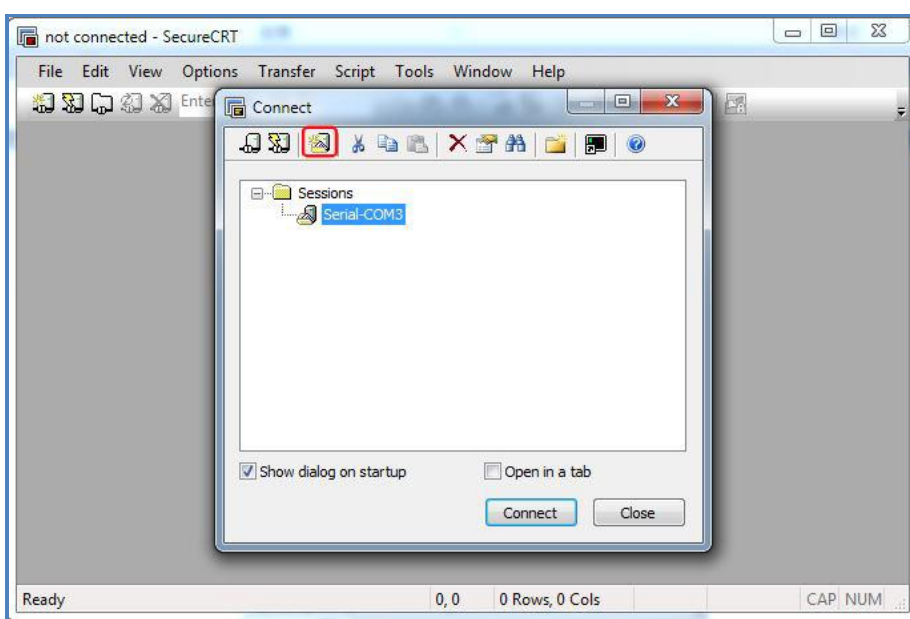 not connected - SecureCRT
File Edit View Options Transfer Script Tools Window Help
Enter
Connect
Sessions
Serial-COM3
Show dialog on startup
Open in a tab
Connect
Close
Ready
0, 0
0 Rows, 0 Cols
CAP NUM